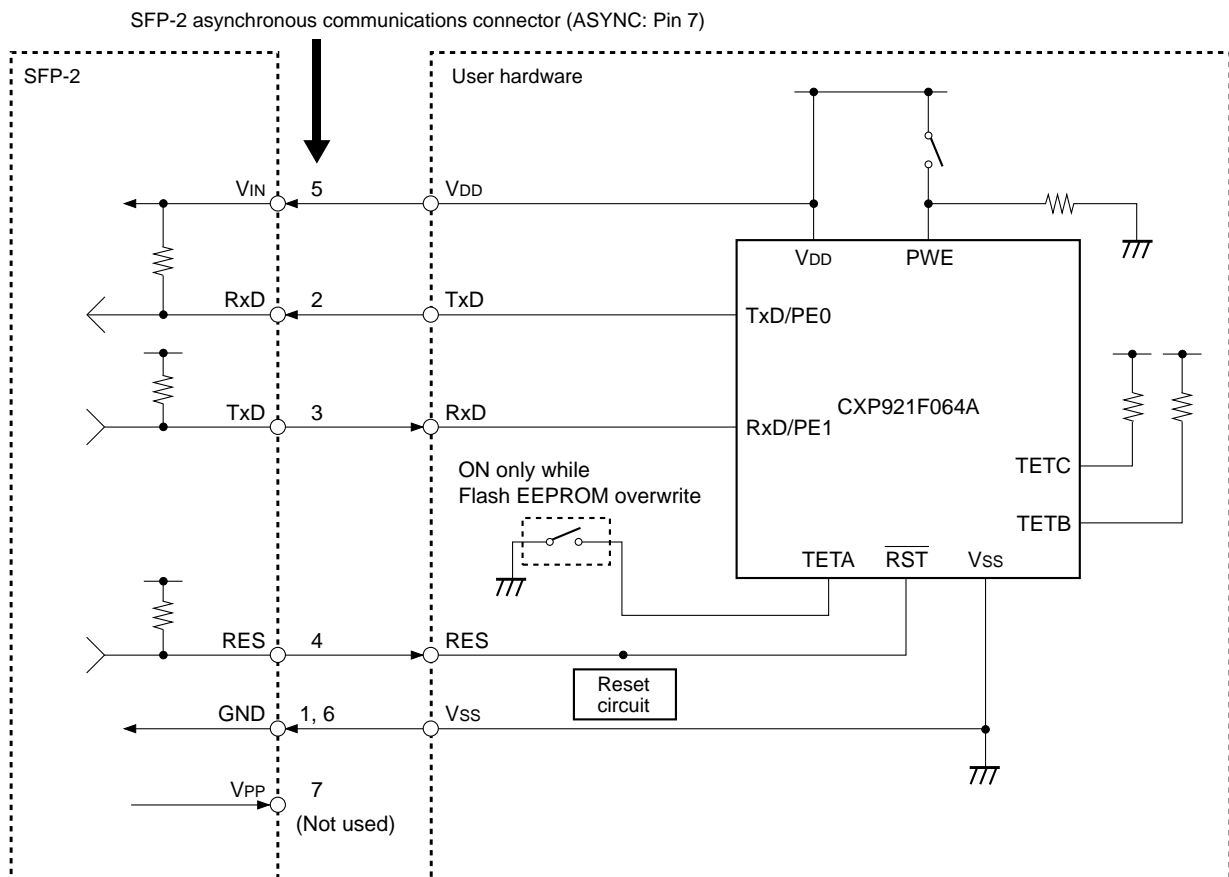 SFP-2 asynchronous communications connector (ASYNC: Pin 7)
SFP-2
User hardware
VIN
5
VDD
VDD
PWE
RxD
2
TxD
TxD/PE0
TxD
3
RxD
RxD/PE1
CXP921F064A
TETC
TETB
ON only while
Flash EEPROM overwrite
TETA
RST
VSS
RES
4
RES
Reset
circuit
GND
1, 6
VSS
VPP
7
(Not used)